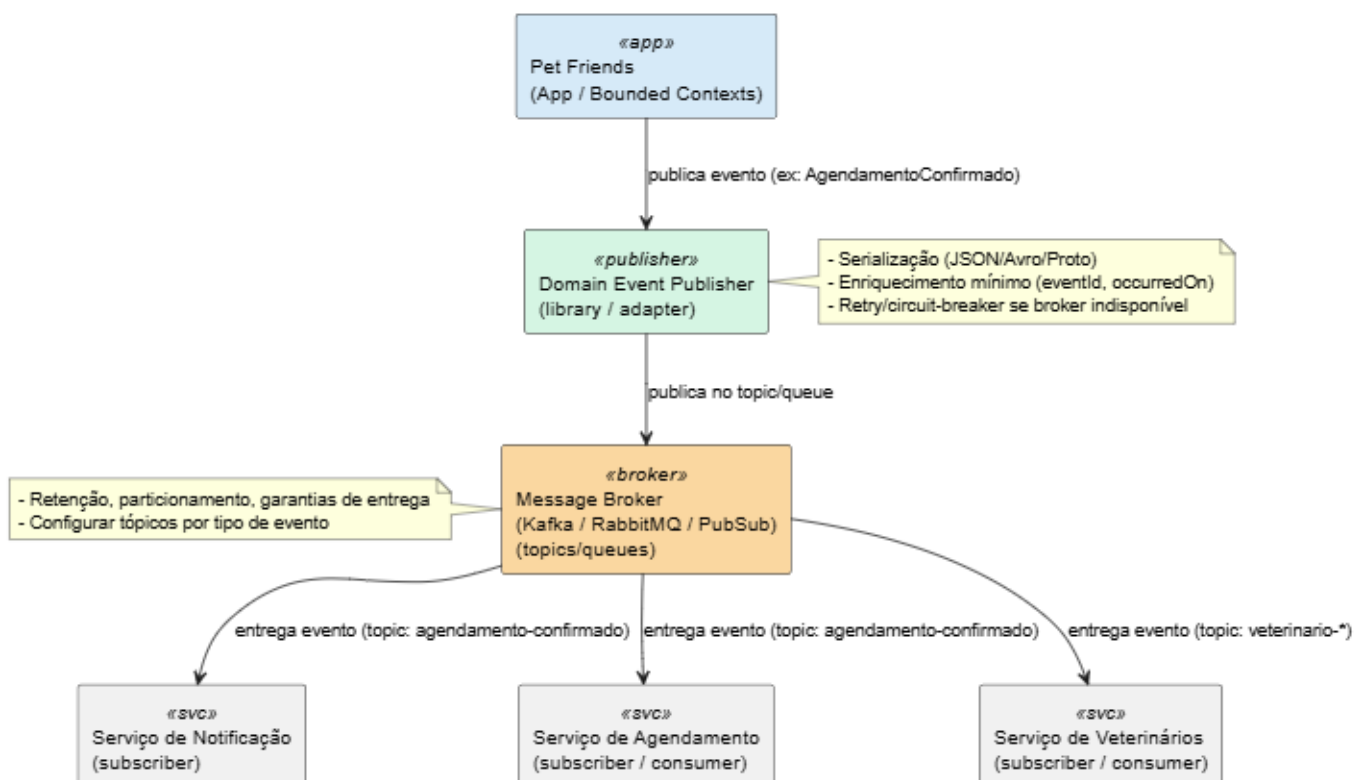 «app»
Pet Friends
(App / Bounded Contexts)
publica evento (ex: AgendamentoConfirmado)
«publisher»
Domain Event Publisher
(library / adapter)
- Serialização (JSON/Avro/Proto)
- Enriquecimento mínimo (eventId, occurredOn)
- Retry/circuit-breaker se broker indisponível
publica no topic/queue
«broker»
Message Broker
(Kafka / RabbitMQ / PubSub)
(topics/queues)
- Retenção, particionamento, garantias de entrega
- Configurar tópicos por tipo de evento
entrega evento (topic: agendamento-confirmado)
entrega evento (topic: agendamento-confirmado)
entrega evento (topic: veterinario-*)
«svc»
Serviço de Notificação
(subscriber)
«svc»
Serviço de Agendamento
(subscriber / consumer)
«svc»
Serviço de Veterinários
(subscriber / consumer)